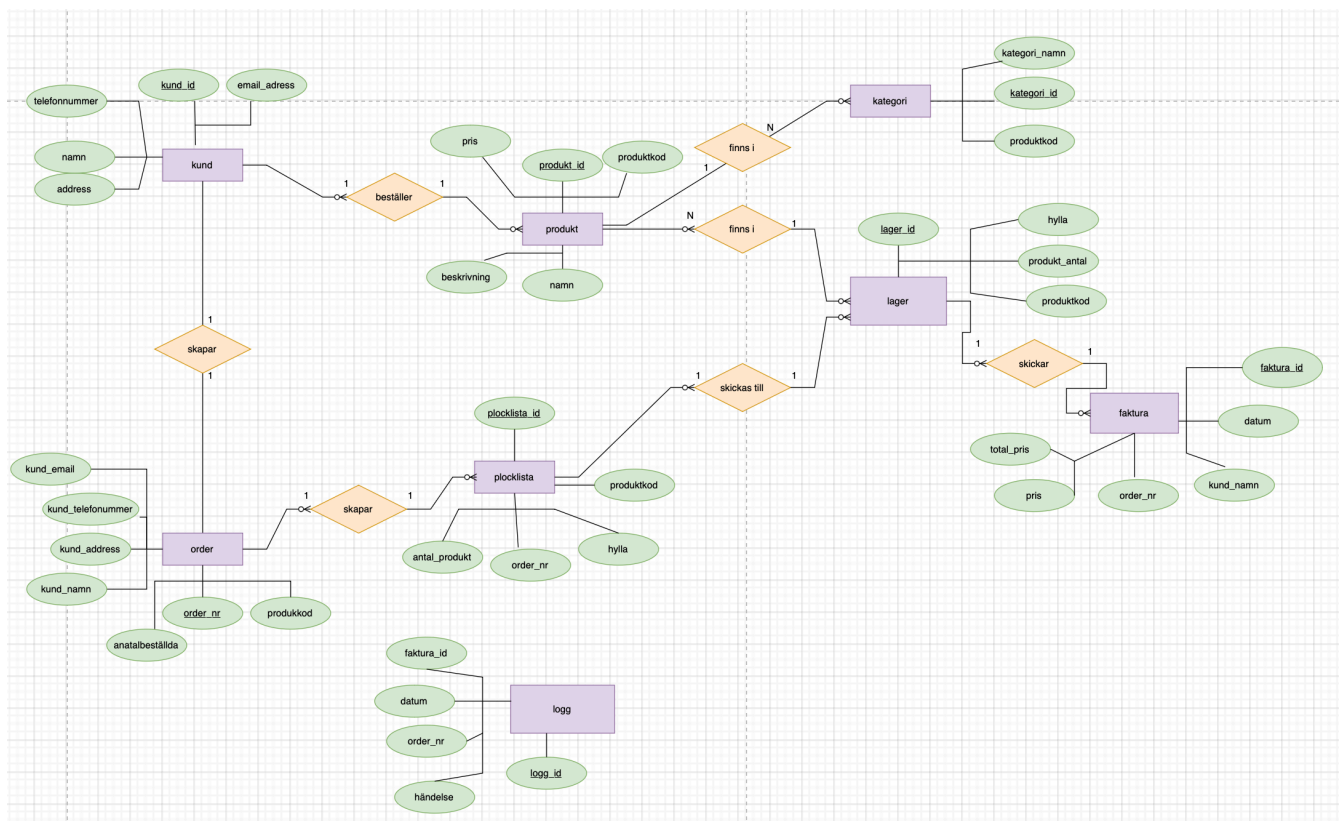 kategori_namn
kund_id
email_adress
kategori_id
telefonnummer
kategori
N
pris
produktkod
produktkod
finns i
namn
kund
produkt_id
1
address
1
beställer
1
N
1
hylla
produkt
finns i
lager_id
produkt_antal
beskrivning
namn
lager
produktkod
1
skapar
1
skickar
1
faktura_id
1
1
skickas till
1
plocklista_id
faktura
datum
total_pris
kund_email
plocklista
produktkod
pris
order_nr
kund_namn
1
1
kund_telefonummer
skapar
kund_address
order
antal_produkt
order_nr
hylla
kund_namn
order_nr
produkkod
anatalbeställda
faktura_id
datum
logg
order_nr
logg_id
händelse